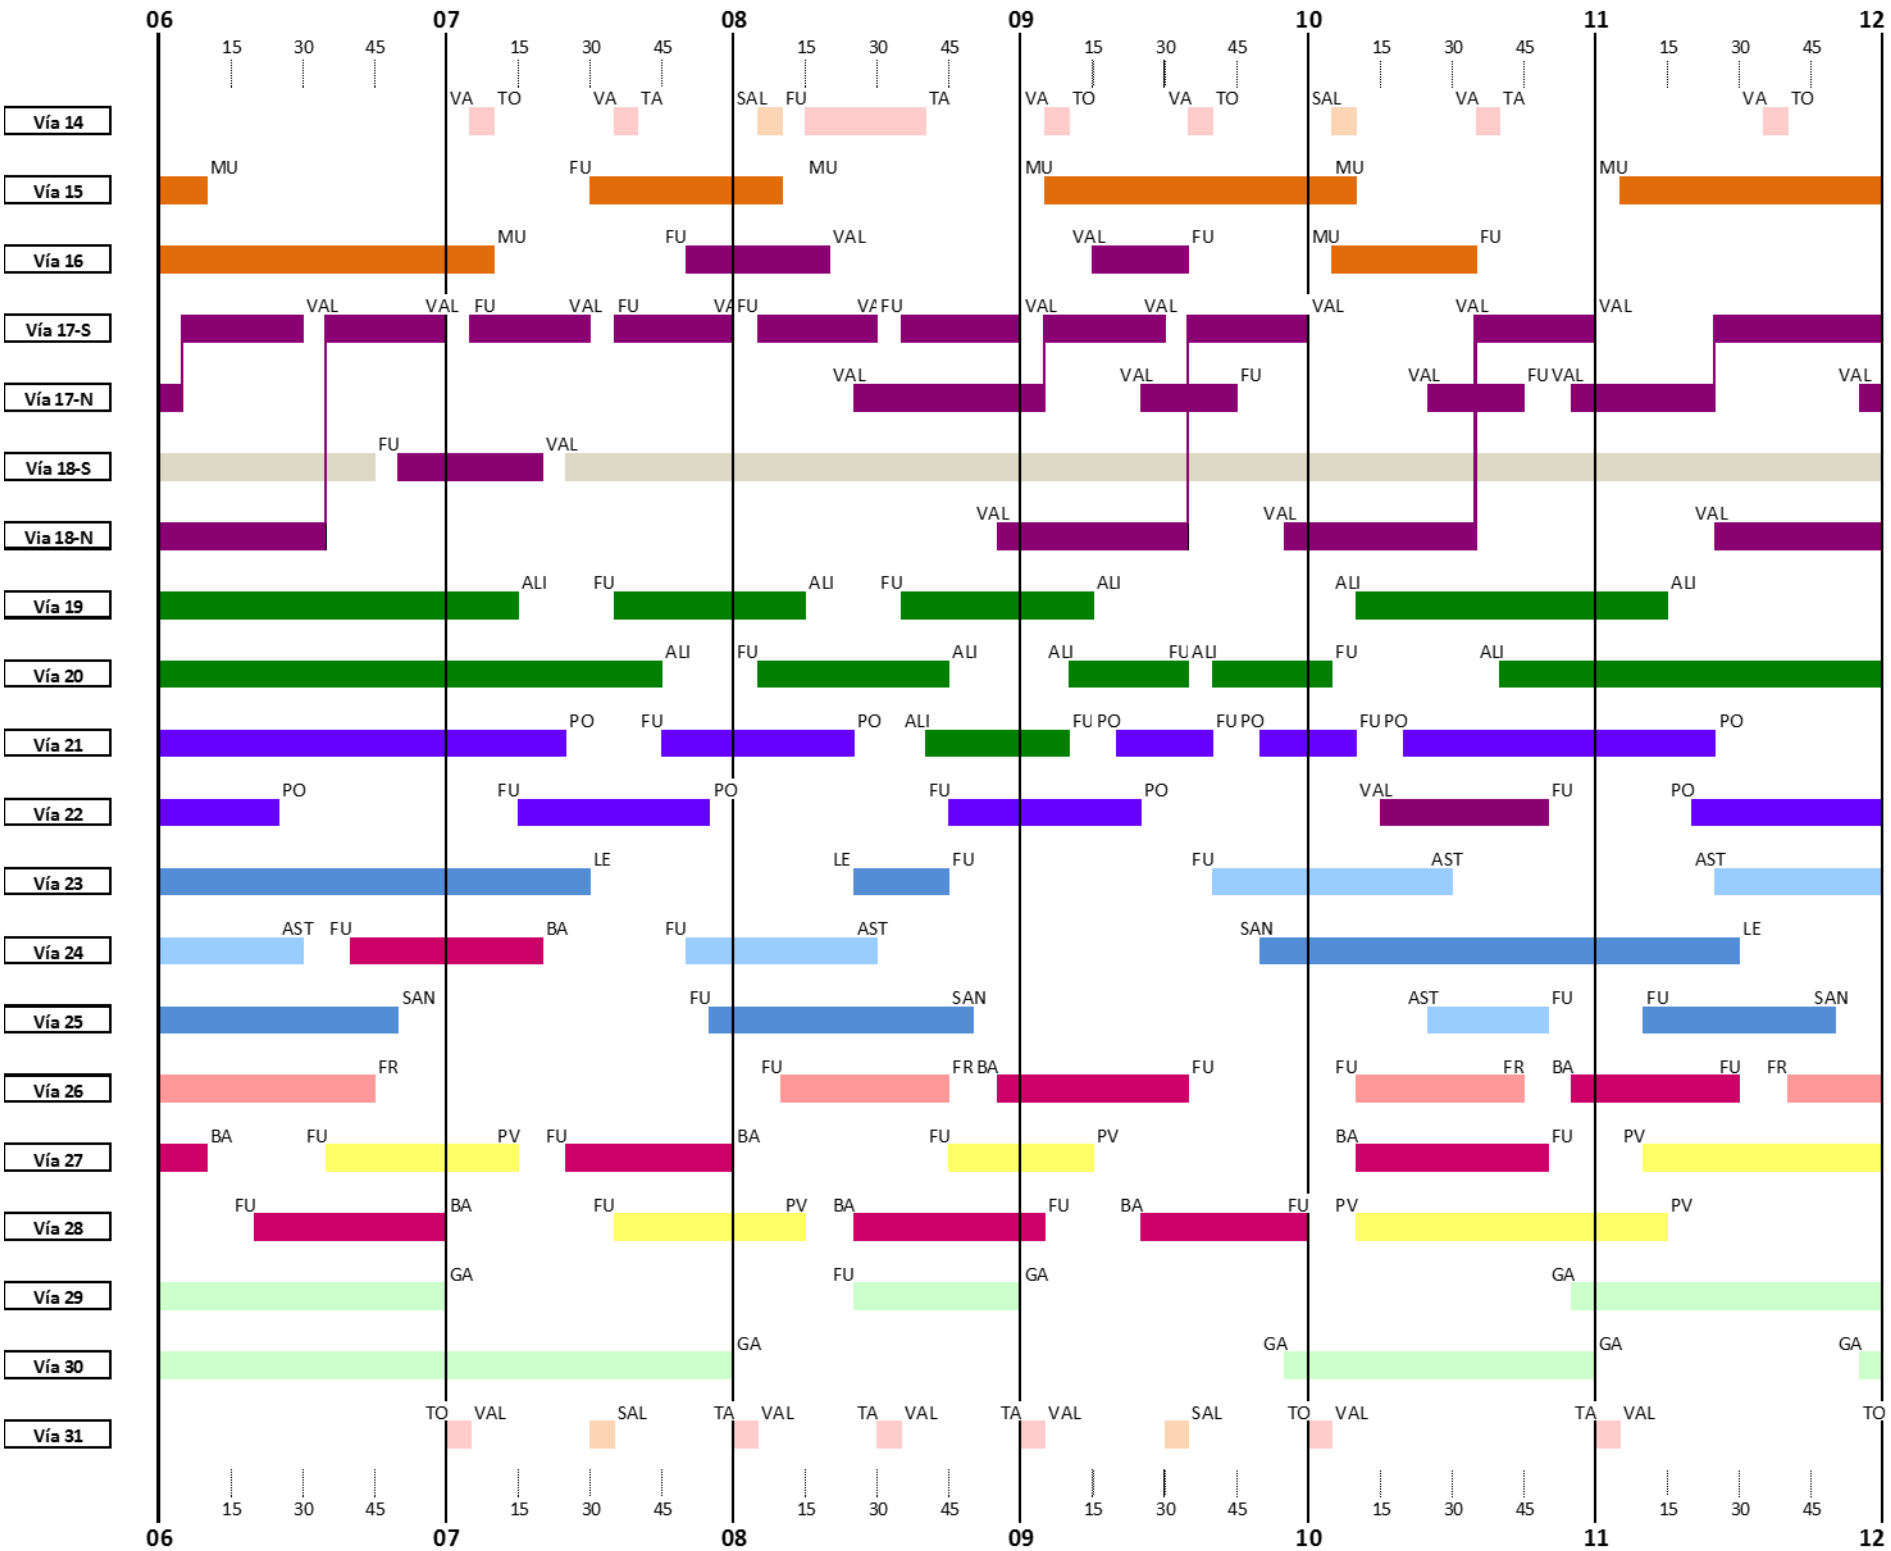 06 07 08 09 10 11 12
15 30 45 15 30 45 15 30 45 15 30 45 15 30 45 15 30 45
VA TO VA TA SAL FU TA VA TO VA TO SAL VA TA VA TO
Vía 14
MU FU MU MU MU MU
Vía 15
MU FU VAL VAL FU MU FU
Vía 16
VAL VAL FU VAL FU VA FU VA FU VAL VAL VAL VAL VAL
Vía 17-S
VAL VAL FU VAL FU VAL VAL
Vía 17-N
FU VAL
Vía 18-S
VAL VAL VAL
Via 18-N
ALI FU ALI FU ALI ALI ALI
Vía 19
ALI FU ALI ALI FU ALI FU ALI
Vía 20
PO FU PO ALI FU PO FU PO FU PO PO
Vía 21
PO FU PO FU PO VAL FU PO
Vía 22
LE LE FU FU AST AST
Vía 23
AST FU BA FU AST SAN LE
Vía 24
SAN FU SAN AST FU FU SAN
Vía 25
FR FU FR BA FU FU FR BA FU FR
Vía 26
BA FU PV FU BA FU PV BA FU PV
Vía 27
FU BA FU PV BA FU BA FU PV PV
Vía 28
GA FU GA GA
Vía 29
GA GA GA GA
Vía 30
TO VAL SAL TA VAL TA VAL TA VAL SAL TO VAL TA VAL TO
Vía 31
15 30 45 15 30 45 15 30 45 15 30 45 15 30 45 15 30 45
06 07 08 09 10 11 12